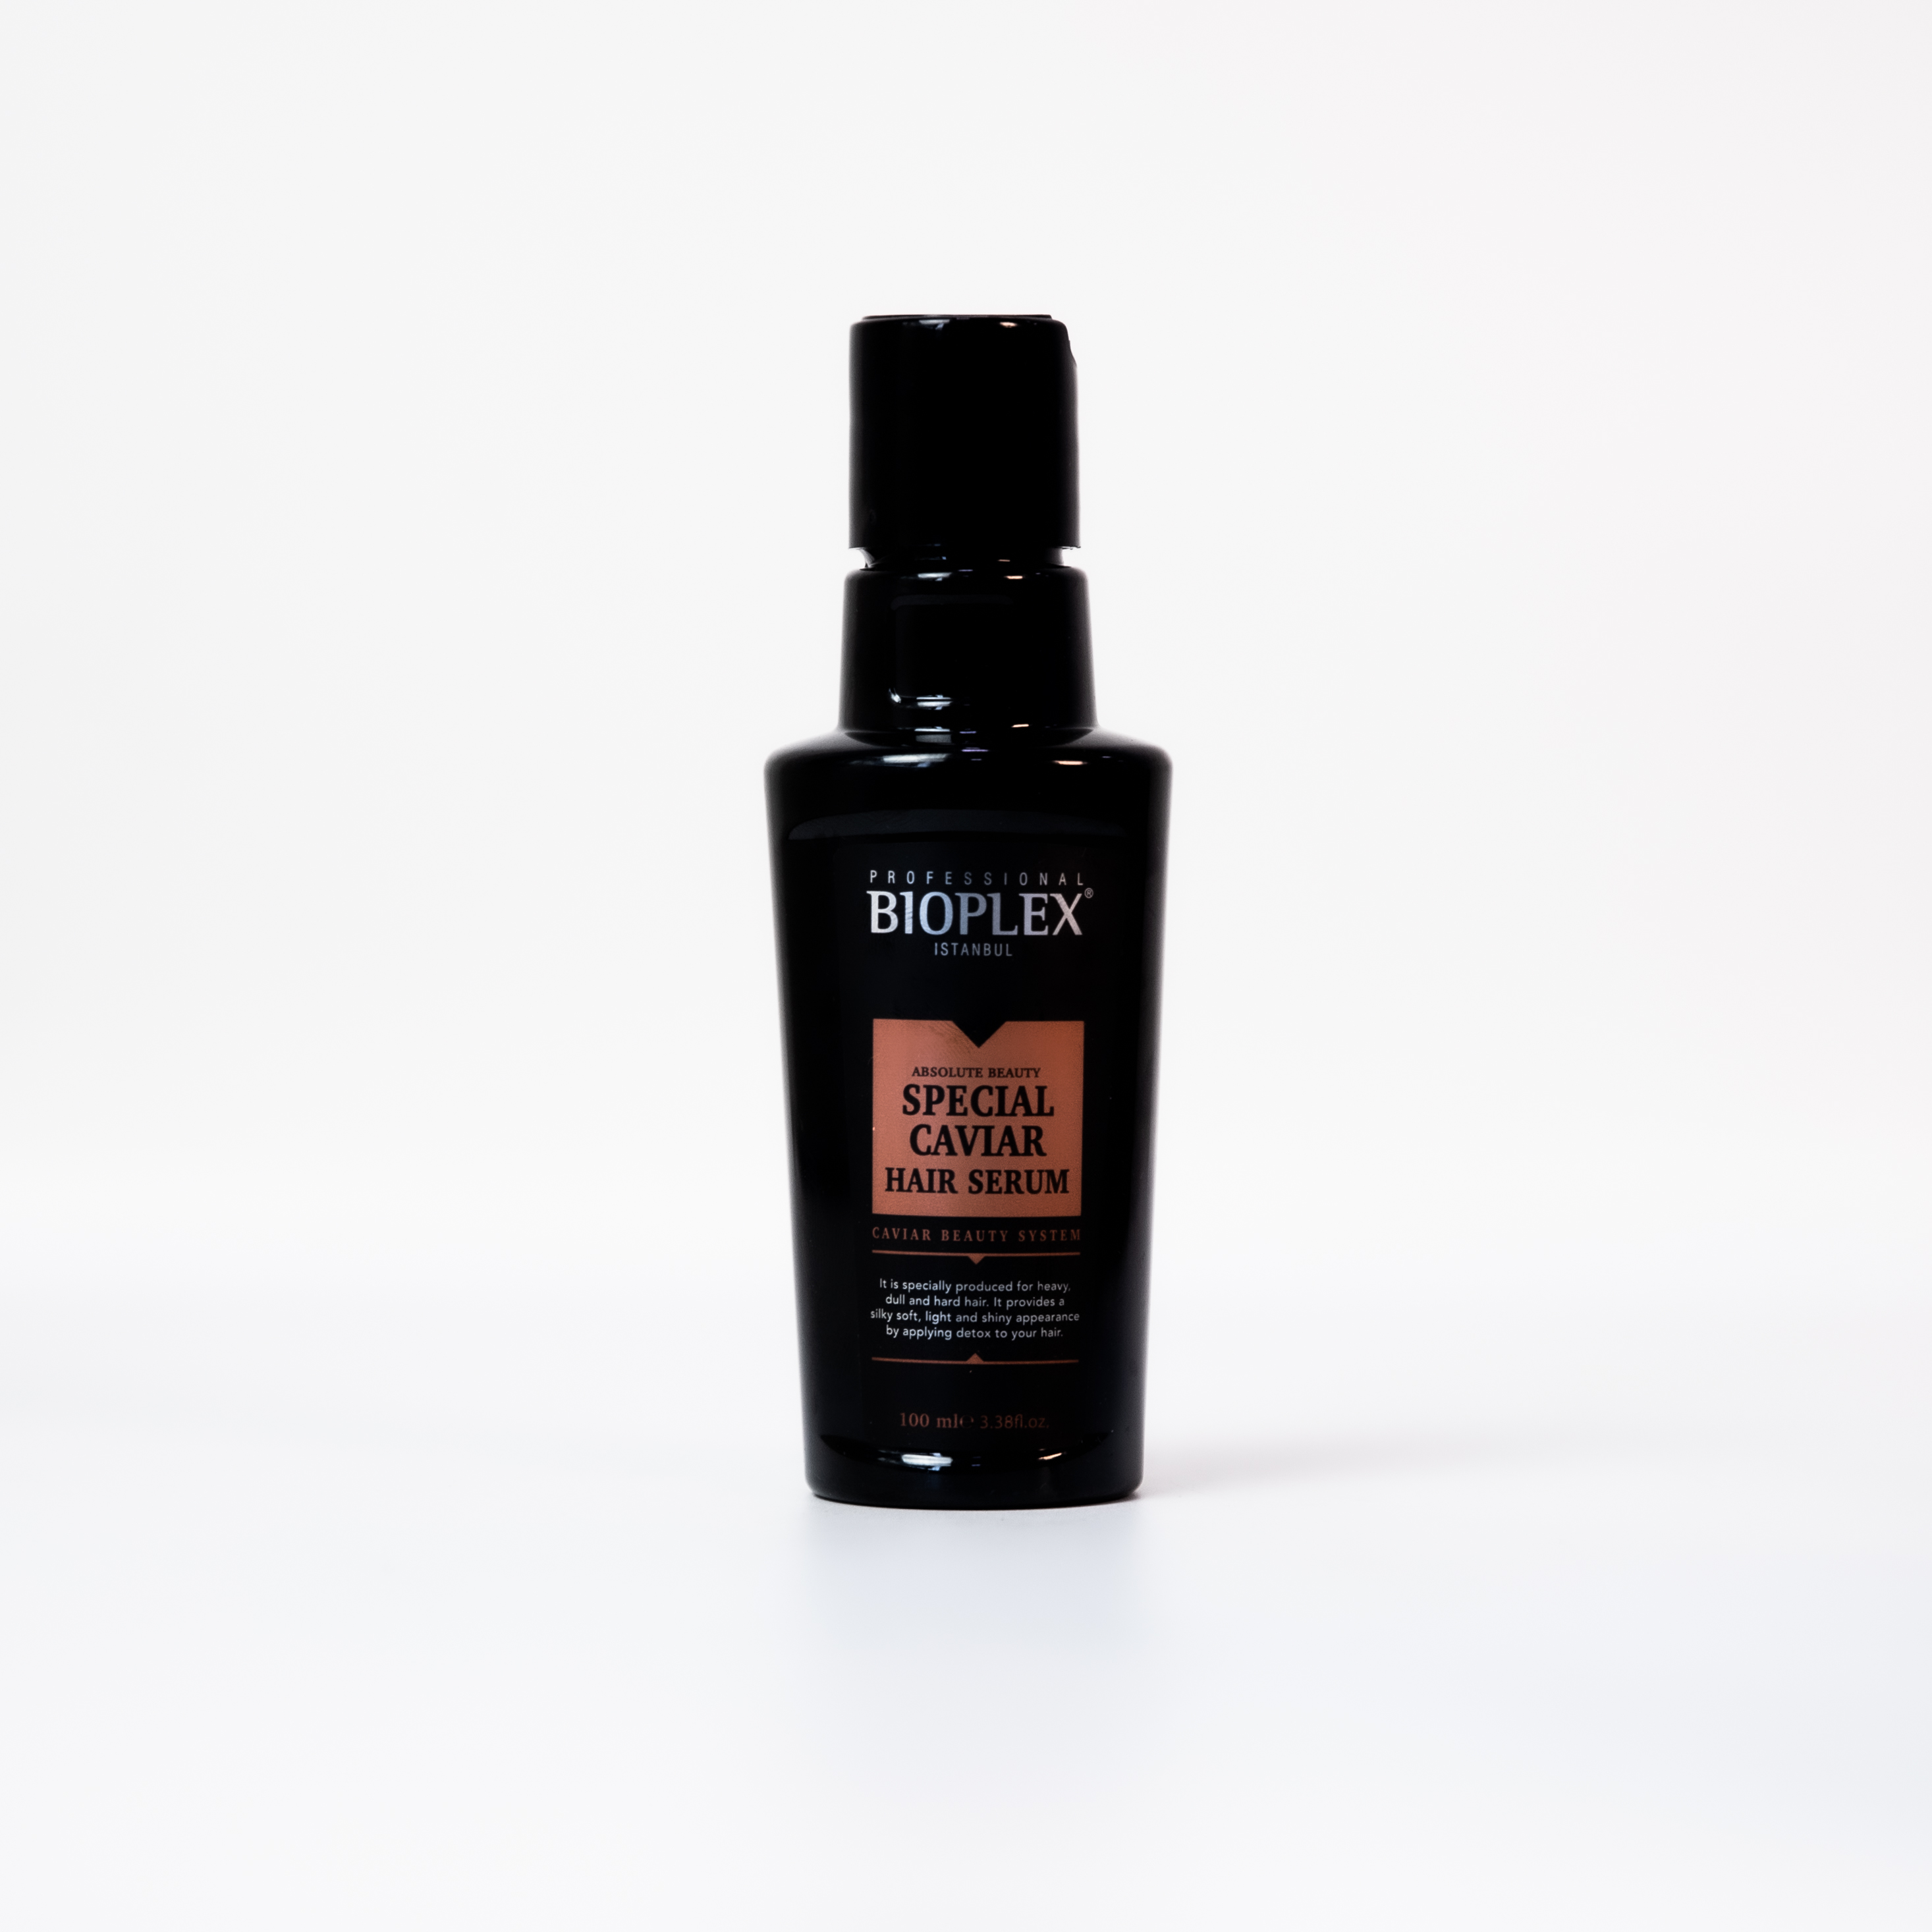 PROFESSIONAL
BIOPLEX®
ISTANBUL
ABSOLUTE BEAUTY
SPECIAL
CAVIAR
HAIR SERUM
CAVIAR BEAUTY SYSTEM
It is specially produced for heavy,
dull and hard hair. It provides a
silky soft, light and shiny appearance
by applying detox to your hair.
100 ml℮ 3.38fl.oz.